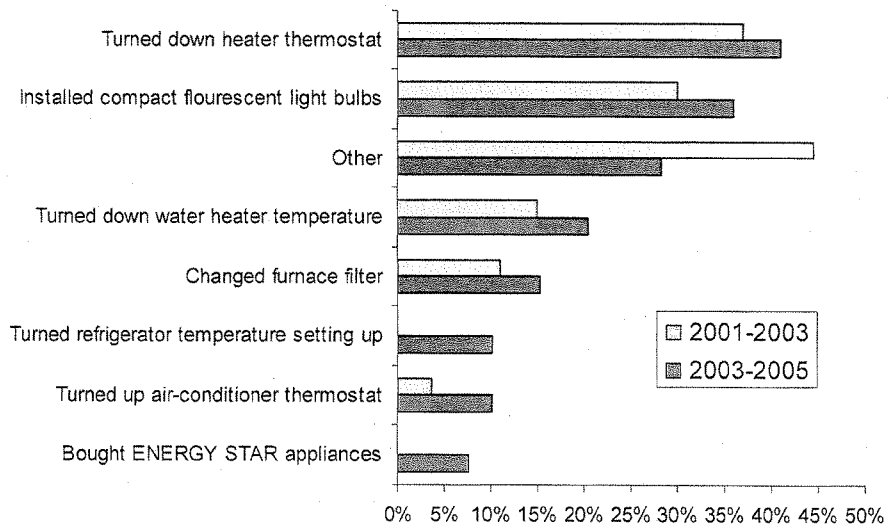 Turned down heater thermostat
Installed compact flourescent light bulbs
Other
Turned down water heater temperature
Changed furnace filter
Turned refrigerator temperature setting up
Turned up air-conditioner thermostat
Bought ENERGY STAR appliances
2001-2003
2003-2005
0% 5% 10% 15% 20% 25% 30% 35% 40% 45% 50%